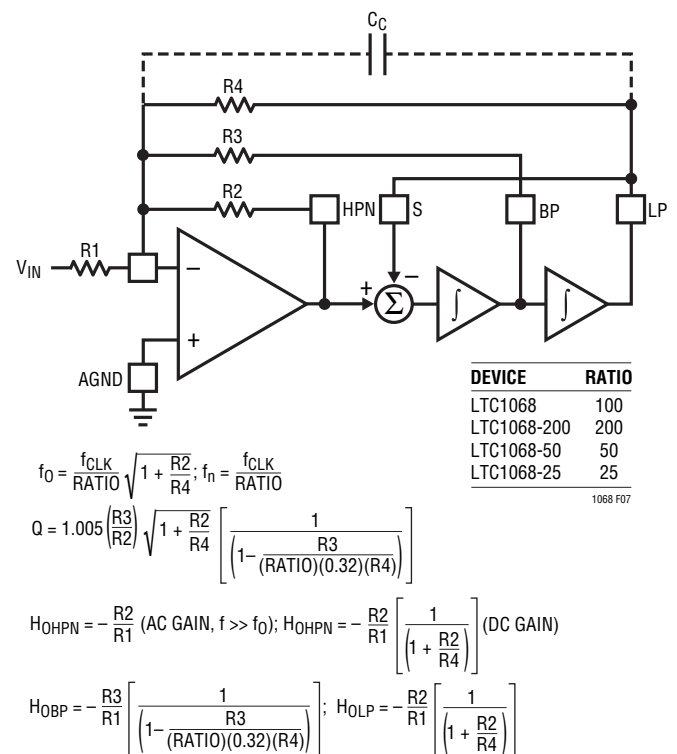 C_C
R4
R3
R2
HPN S BP LP
R1
V_IN
−
+
AGND
+ −
Σ
∫ ∫
DEVICE RATIO
LTC1068 100
LTC1068-200 200
LTC1068-50 50
LTC1068-25 25
1068 F07
f_O = f_CLK/RATIO √(1 + R2/R4); f_n = f_CLK/RATIO
Q = 1.005 (R3/R2) √(1 + R2/R4) [1/(1− R3/((RATIO)(0.32)(R4)))]
H_OHPN = − R2/R1 (AC GAIN, f >> f_O); H_OHPN = − R2/R1 [1/(1 + R2/R4)] (DC GAIN)
H_OBP = − R3/R1 [1/(1− R3/((RATIO)(0.32)(R4)))]; H_OLP = − R2/R1 [1/(1 + R2/R4)]